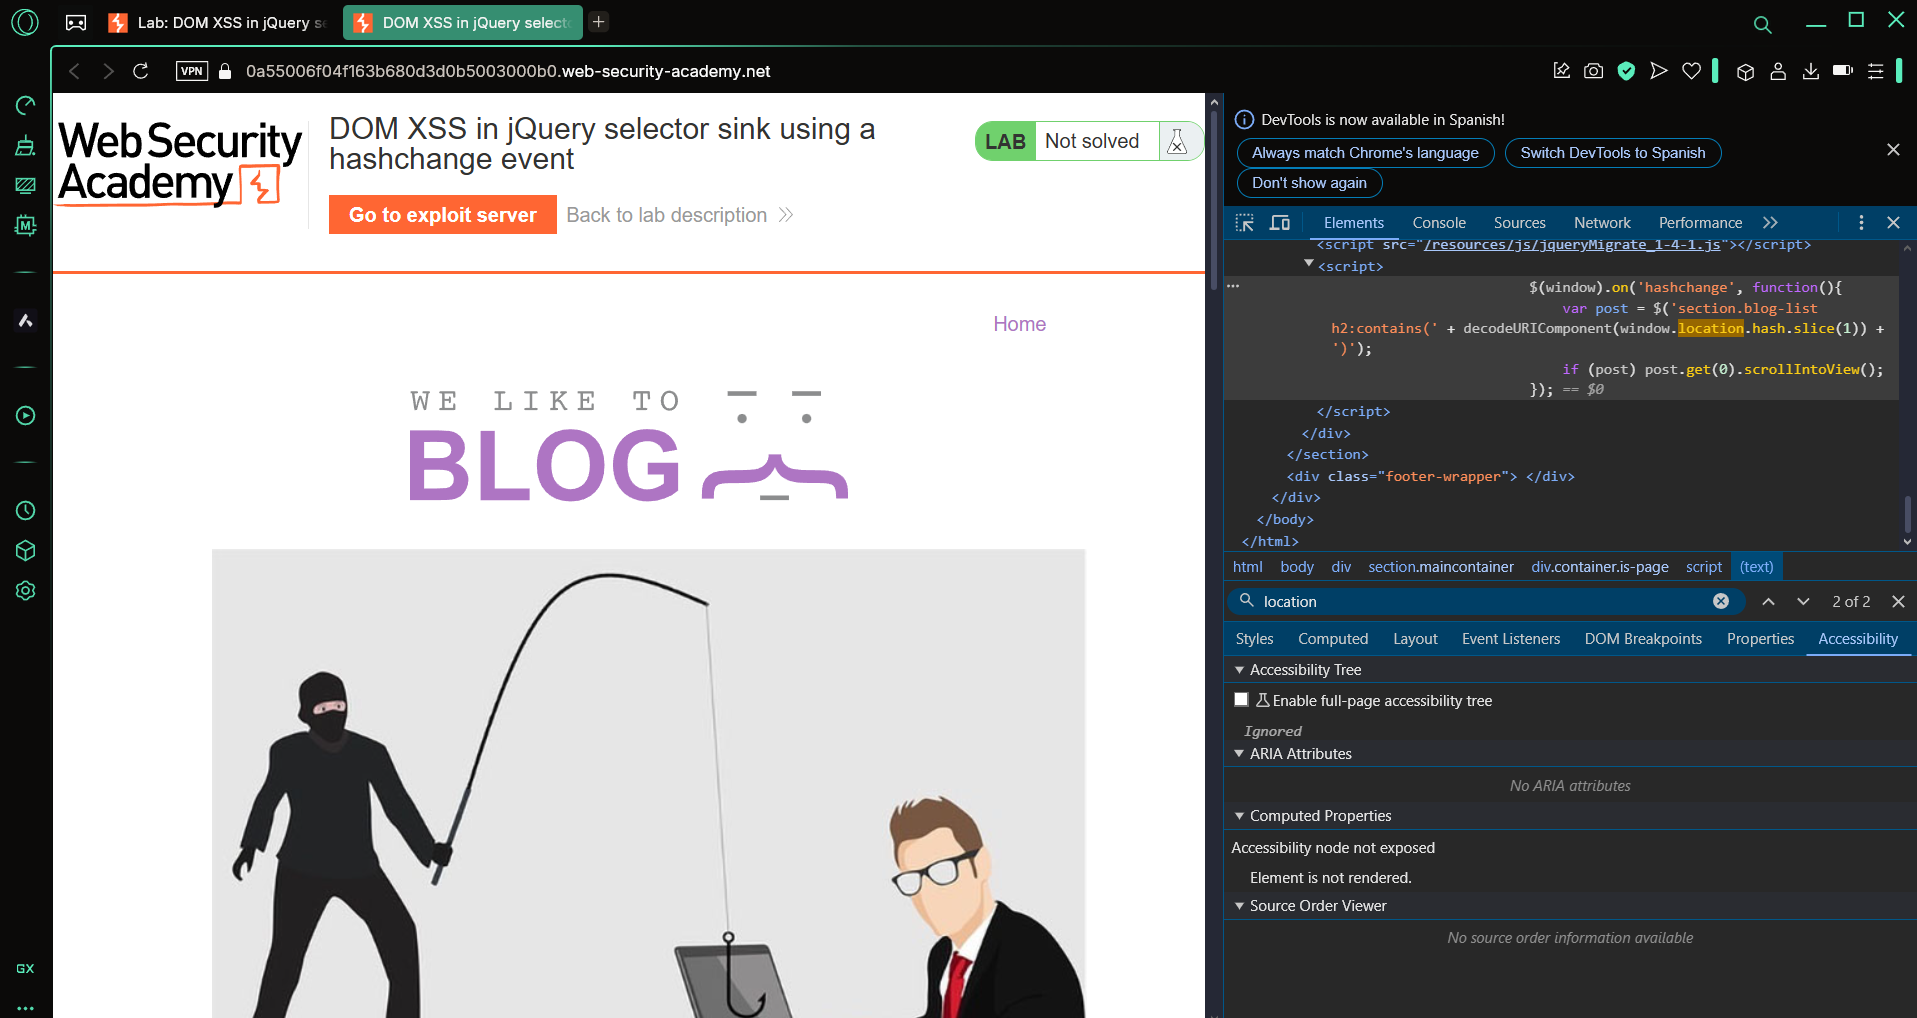 Lab: DOM XSS in jQuery se
DOM XSS in jQuery select
VPN
0a55006f04f163b680d3d0b5003000b0.web-security-academy.net
Web Security
Academy
DOM XSS in jQuery selector sink using a
hashchange event
LAB
Not solved
Go to exploit server
Back to lab description
Home
WE LIKE TO
BLOG
DevTools is now available in Spanish!
Always match Chrome's language
Switch DevTools to Spanish
Don't show again
Elements
Console
Sources
Network
Performance
<script src="/resources/js/jqueryMigrate_1-4-1.js"></script>
<script>
$(window).on('hashchange', function(){
var post = $('section.blog-list
h2:contains(' + decodeURIComponent(window.location.hash.slice(1)) +
')');
if (post) post.get(0).scrollIntoView();
}); == $0
</script>
</div>
</section>
<div class="footer-wrapper"> </div>
</div>
</body>
</html>
html body div section.maincontainer div.container.is-page script (text)
location
2 of 2
Styles
Computed
Layout
Event Listeners
DOM Breakpoints
Properties
Accessibility
Accessibility Tree
Enable full-page accessibility tree
Ignored
ARIA Attributes
No ARIA attributes
Computed Properties
Accessibility node not exposed
Element is not rendered.
Source Order Viewer
No source order information available
M
GX